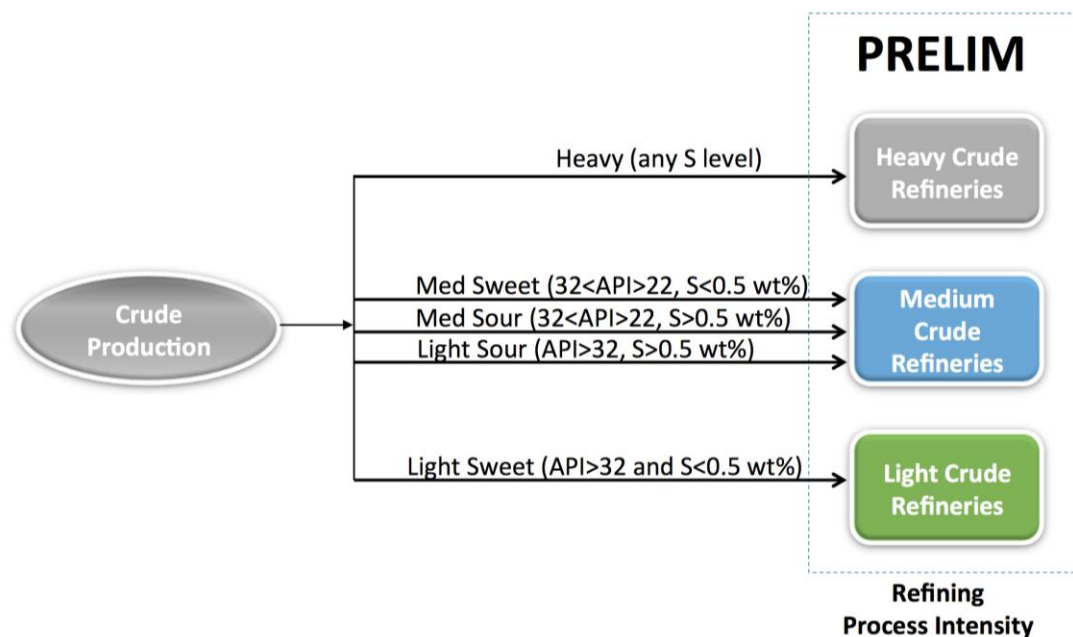 PRELIM
Heavy (any S level)
Heavy Crude
Refineries
Crude
Production
Med Sweet (32<API>22, S<0.5 wt%)
Med Sour (32<API>22, S>0.5 wt%)
Light Sour (API>32, S>0.5 wt%)
Medium
Crude
Refineries
Light Sweet (API>32 and S<0.5 wt%)
Light Crude
Refineries
Refining
Process Intensity